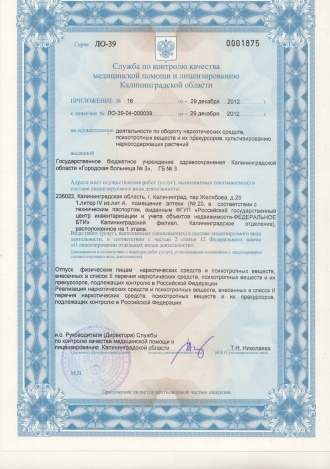 Серия ЛО-39 0001875
Служба по контролю качества
медицинской помощи и лицензированию
Калининградской области
ПРИЛОЖЕНИЕ № 16 от « 29 декабря 2012 г.
к лицензии № ЛО-39-04-000039 от « 29 декабря 2012 г.
на осуществление деятельности по обороту наркотических средств,
психотропных веществ и их прекурсоров, культивированию
наркосодержащих растений
выданной
Государственное бюджетное учреждение здравоохранения Калининградской
области «Городская больница № 3», ГБ № 3
Адреса мест осуществления работ (услуг), выполняемых (оказываемых) в
составе лицензируемого вида деятельности
236022, Калининградская область, г. Калининград, пер.Желябова, д.25
1.литер IV из.лит А, помещение аптеки (№ 20, в соответствии с
техническим паспортом, выданным ФГУП «Российский государственный
центр инвентаризации и учета объектов недвижимости-ФЕДЕРАЛЬНОЕ
БТИ» Калининградский филиал, Калининградское отделение),
расположенное на 1 этаже.
Виды работ (услуг), выполняемых (оказываемых) в составе лицензируемого вида
деятельности, в соответствии с частью 2 статьи 12 Федерального закона
Отпуск физическим лицам наркотических средств и психотропных веществ,
внесенных в список II перечня наркотических средств, психотропных веществ и их
прекурсоров, подлежащих контролю в Российской Федерации.
Реализация наркотических средств и психотропных веществ, внесенных в список II
перечня наркотических средств, психотропных веществ и их прекурсоров,
подлежащих контролю в Российской Федерации.
и.о. Руководителя (Директора) Службы
по контролю качества медицинской помощи и
лицензированию Калининградской области Т.Н. Николаева
М.П.
Приложение является неотъемлемой частью лицензии